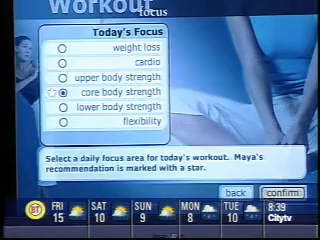 Workout
focus
Today's Focus
weight loss
cardio
upper body strength
core body strength
lower body strength
flexibility
Select a daily focus area for today's workout. Maya's
recommendation is marked with a star.
back
confirm
BT
FRI
15
SAT
10
SUN
9
MON
8
TUE
10
8:39
Citytv